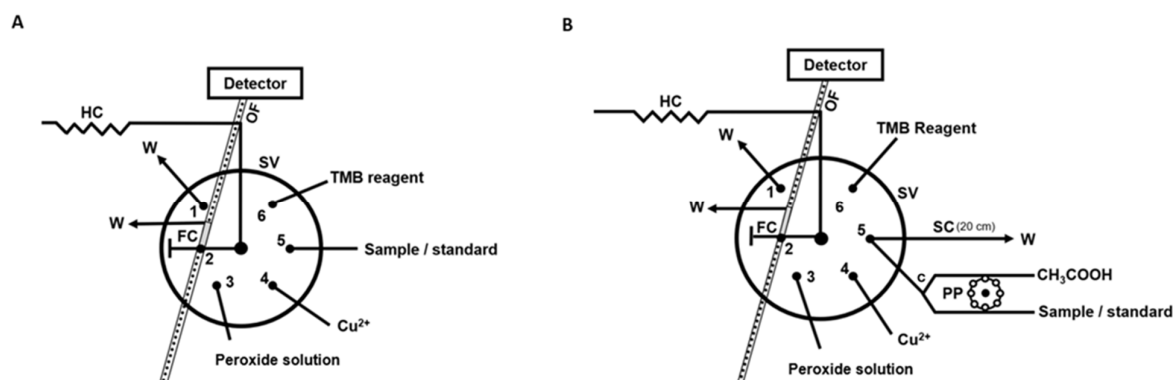 A
Detector
HC
OF
W
SV
TMB reagent
1
6
W
FC
5
Sample / standard
2
3
4
Cu²⁺
Peroxide solution
B
Detector
HC
OF
TMB Reagent
W
SV
1
6
W
FC
5
SC (20 cm)
W
2
C
CH₃COOH
3
4
PP
Sample / standard
Cu²⁺
Peroxide solution